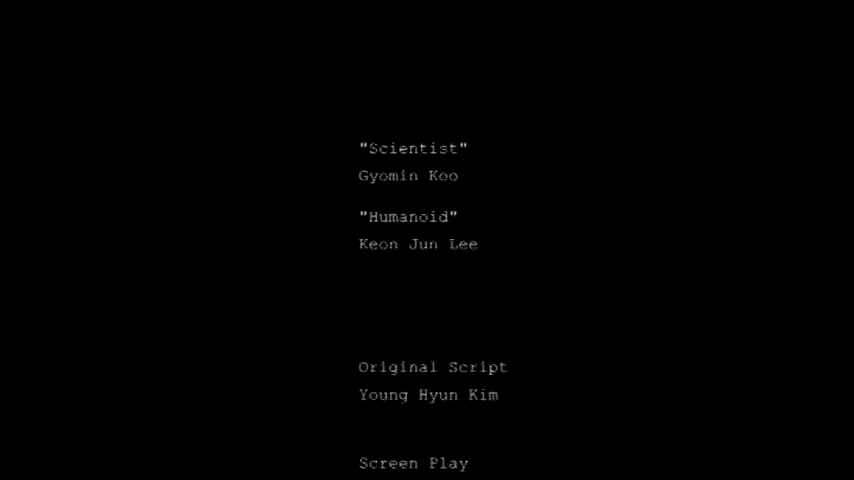 "Scientist"
Gyomin Koo
"Humanoid"
Keon Jun Lee
Original Script
Young Hyun Kim
Screen Play